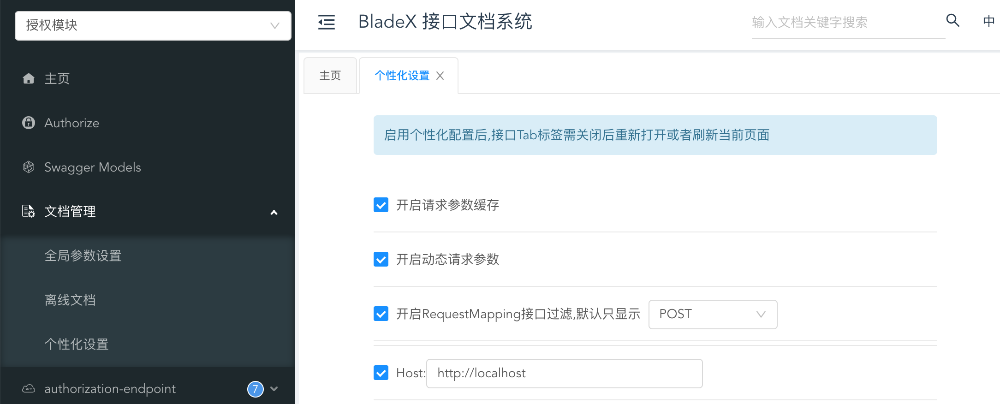 授权模块
主页
Authorize
Swagger Models
文档管理
全局参数设置
离线文档
个性化设置
authorization-endpoint 7
BladeX 接口文档系统
输入文档关键字搜索
中
主页
个性化设置
启用个性化配置后,接口Tab标签需关闭后重新打开或者刷新当前页面
开启请求参数缓存
开启动态请求参数
开启RequestMapping接口过滤,默认只显示 POST
Host: http://localhost